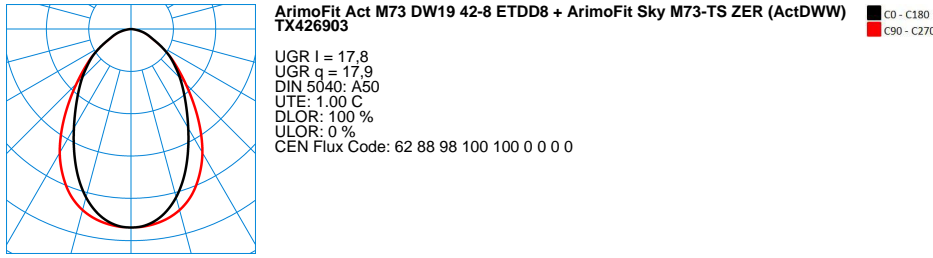 ArimoFit Act M73 DW19 42-8 ETDD8 + ArimoFit Sky M73-TS ZER (ActDWW)
TX426903
UGR l = 17,8
UGR q = 17,9
DIN 5040: A50
UTE: 1.00 C
DLOR: 100 %
ULOR: 0 %
CEN Flux Code: 62 88 98 100 100 0 0 0 0
C0 - C180
C90 - C270